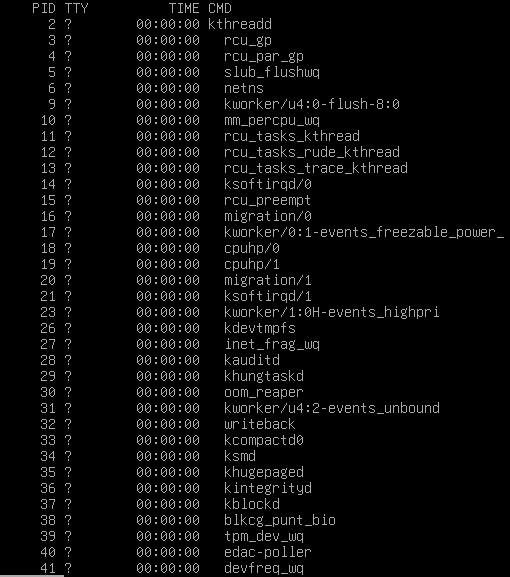 PID TTY TIME CMD
2 ? 00:00:00 kthreadd
3 ? 00:00:00 rcu_gp
4 ? 00:00:00 rcu_par_gp
5 ? 00:00:00 slub_flushwq
6 ? 00:00:00 netns
9 ? 00:00:00 kworker/u4:0-flush-8:0
10 ? 00:00:00 mm_percpu_wq
11 ? 00:00:00 rcu_tasks_kthread
12 ? 00:00:00 rcu_tasks_rude_kthread
13 ? 00:00:00 rcu_tasks_trace_kthread
14 ? 00:00:00 ksoftirqd/0
15 ? 00:00:00 rcu_preempt
16 ? 00:00:00 migration/0
17 ? 00:00:00 kworker/0:1-events_freezable_power_
18 ? 00:00:00 cpuhp/0
19 ? 00:00:00 cpuhp/1
20 ? 00:00:00 migration/1
21 ? 00:00:00 ksoftirqd/1
23 ? 00:00:00 kworker/1:0H-events_highpri
26 ? 00:00:00 kdevtmpfs
27 ? 00:00:00 inet_frag_wq
28 ? 00:00:00 kauditd
29 ? 00:00:00 khungtaskd
30 ? 00:00:00 oom_reaper
31 ? 00:00:00 kworker/u4:2-events_unbound
32 ? 00:00:00 writeback
33 ? 00:00:00 kcompactd0
34 ? 00:00:00 ksmd
35 ? 00:00:00 khugepaged
36 ? 00:00:00 kintegrityd
37 ? 00:00:00 kblockd
38 ? 00:00:00 blkcg_punt_bio
39 ? 00:00:00 tpm_dev_wq
40 ? 00:00:00 edac-poller
41 ? 00:00:00 devfreq_wq